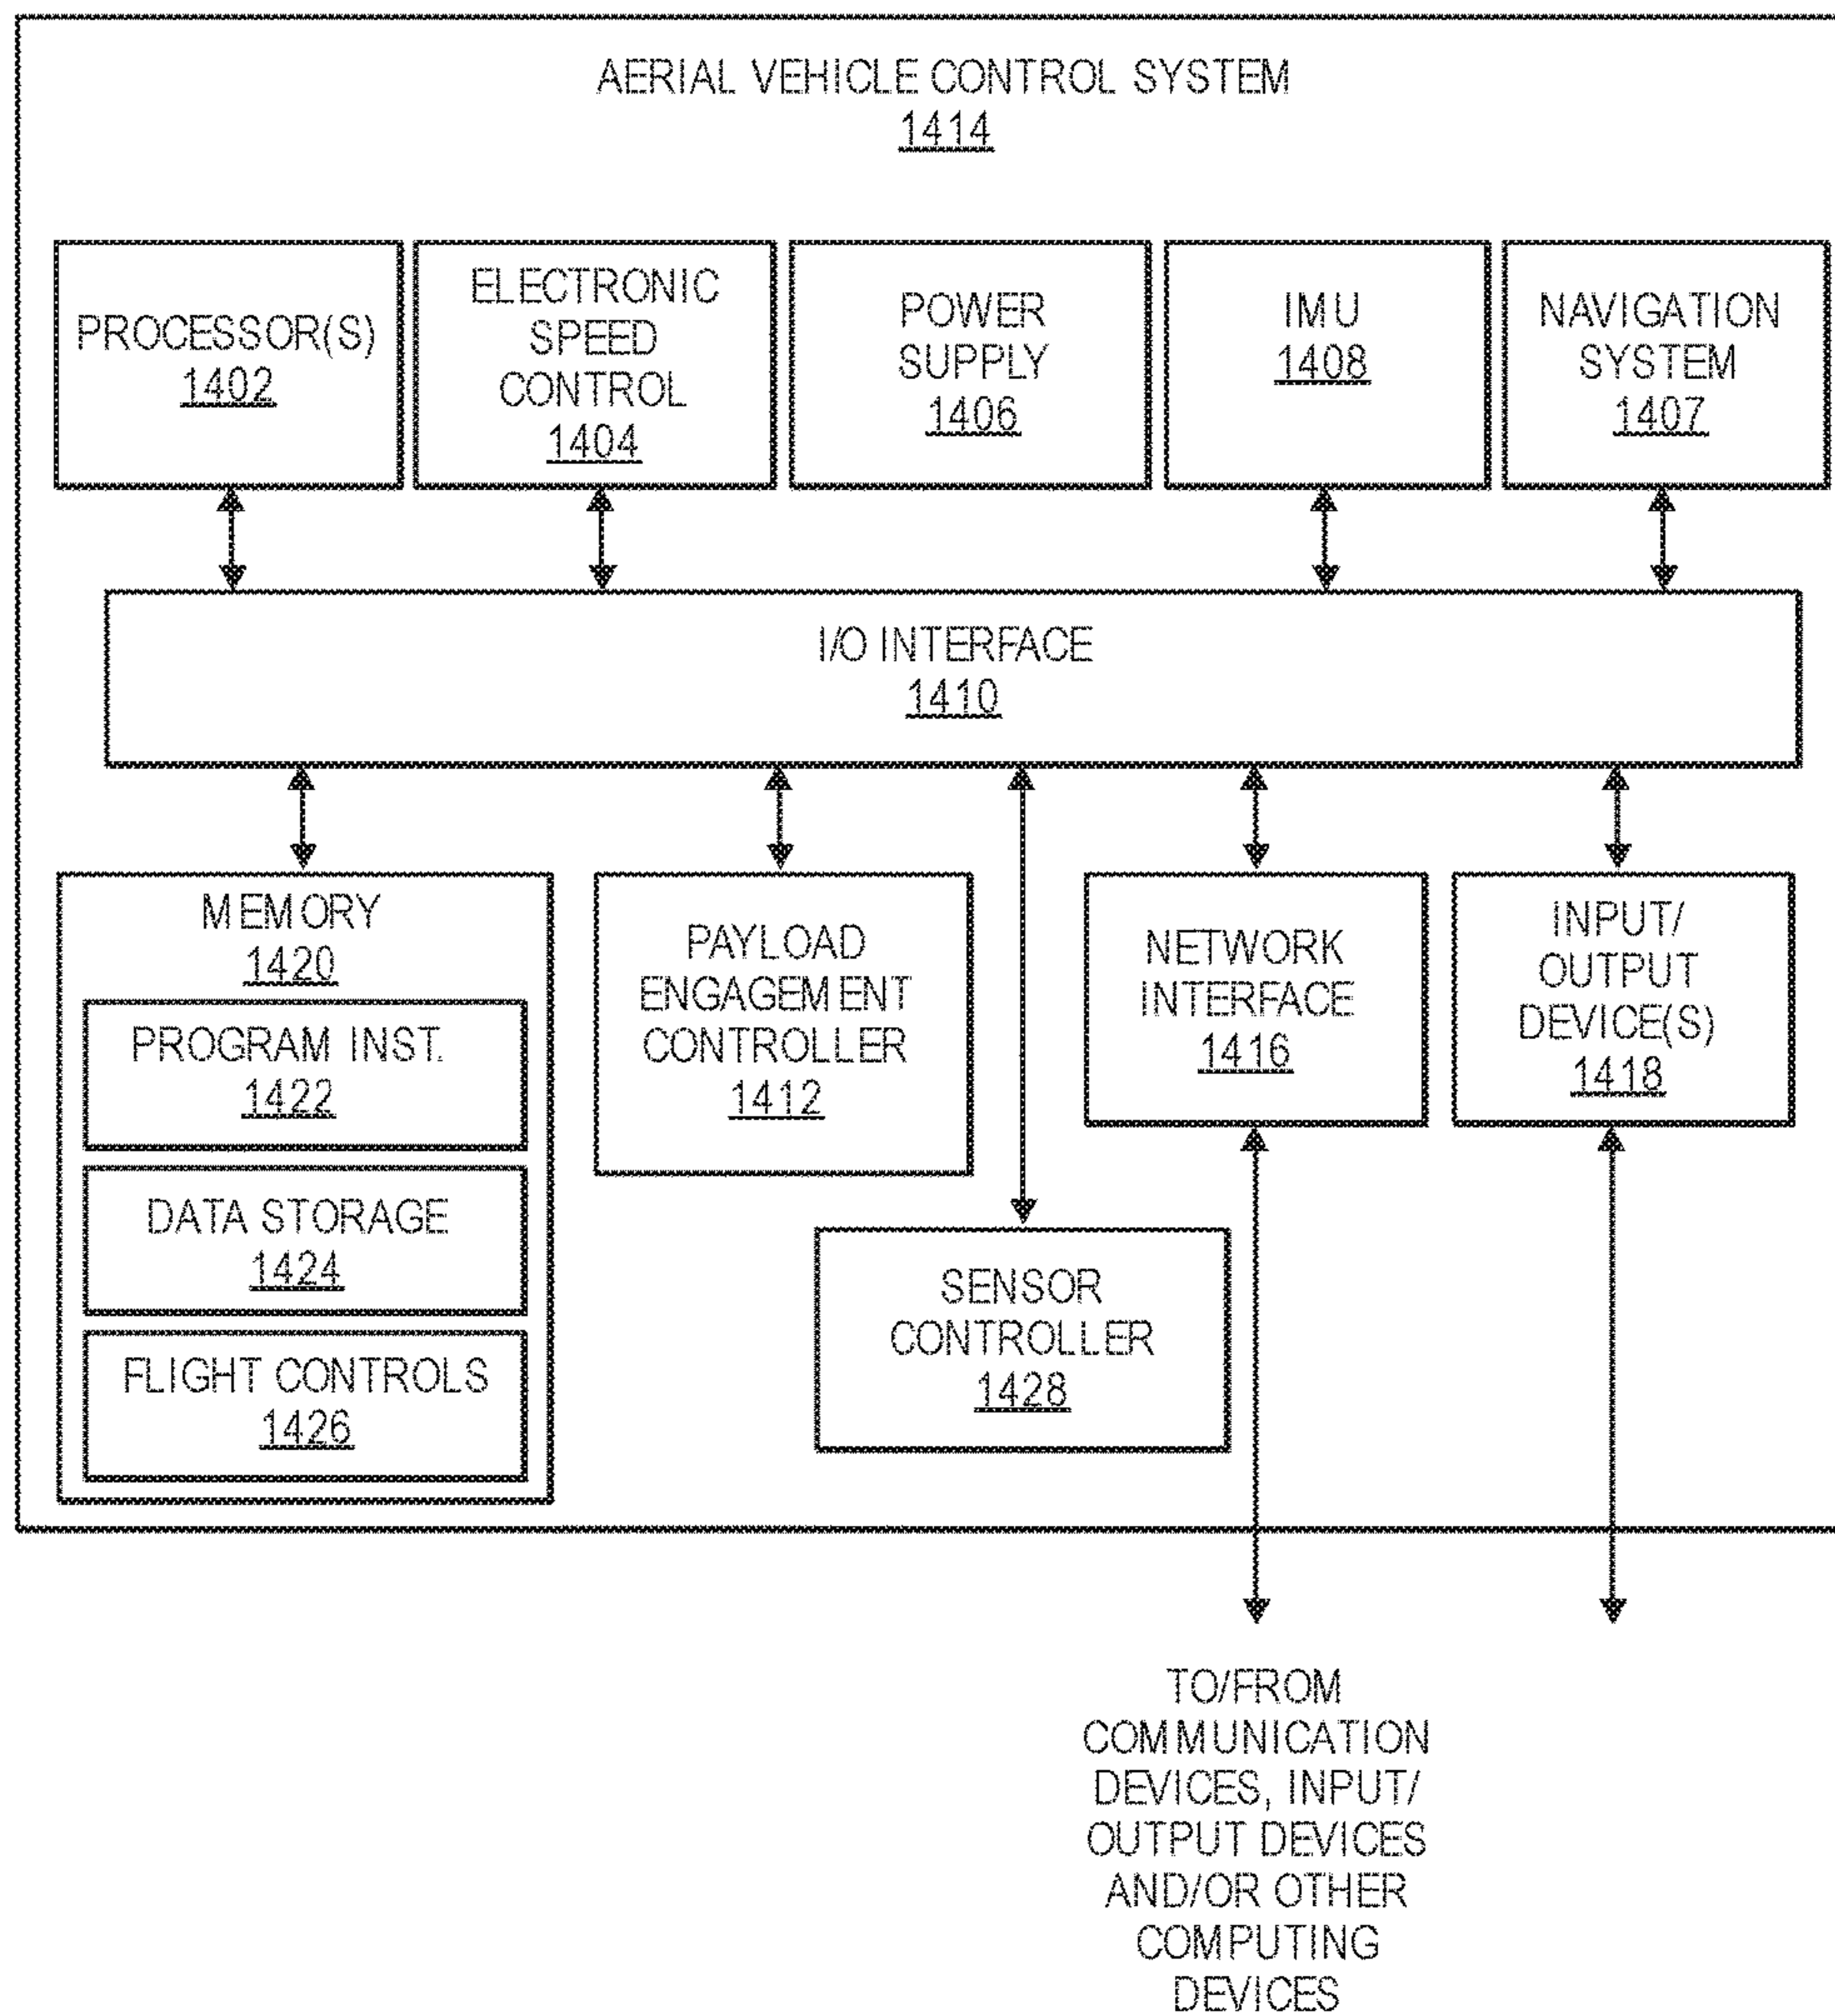 AERIAL VEHICLE CONTROL SYSTEM
1414
PROCESSOR(S)
1402
ELECTRONIC
SPEED
CONTROL
1404
POWER
SUPPLY
1406
IMU
1408
NAVIGATION
SYSTEM
1407
I/O INTERFACE
1410
MEMORY
1420
PROGRAM INST.
1422
DATA STORAGE
1424
FLIGHT CONTROLS
1426
PAYLOAD
ENGAGEMENT
CONTROLLER
1412
SENSOR
CONTROLLER
1428
NETWORK
INTERFACE
1416
INPUT/
OUTPUT
DEVICE(S)
1418
TO/FROM
COMMUNICATION
DEVICES, INPUT/
OUTPUT DEVICES
AND/OR OTHER
COMPUTING
DEVICES